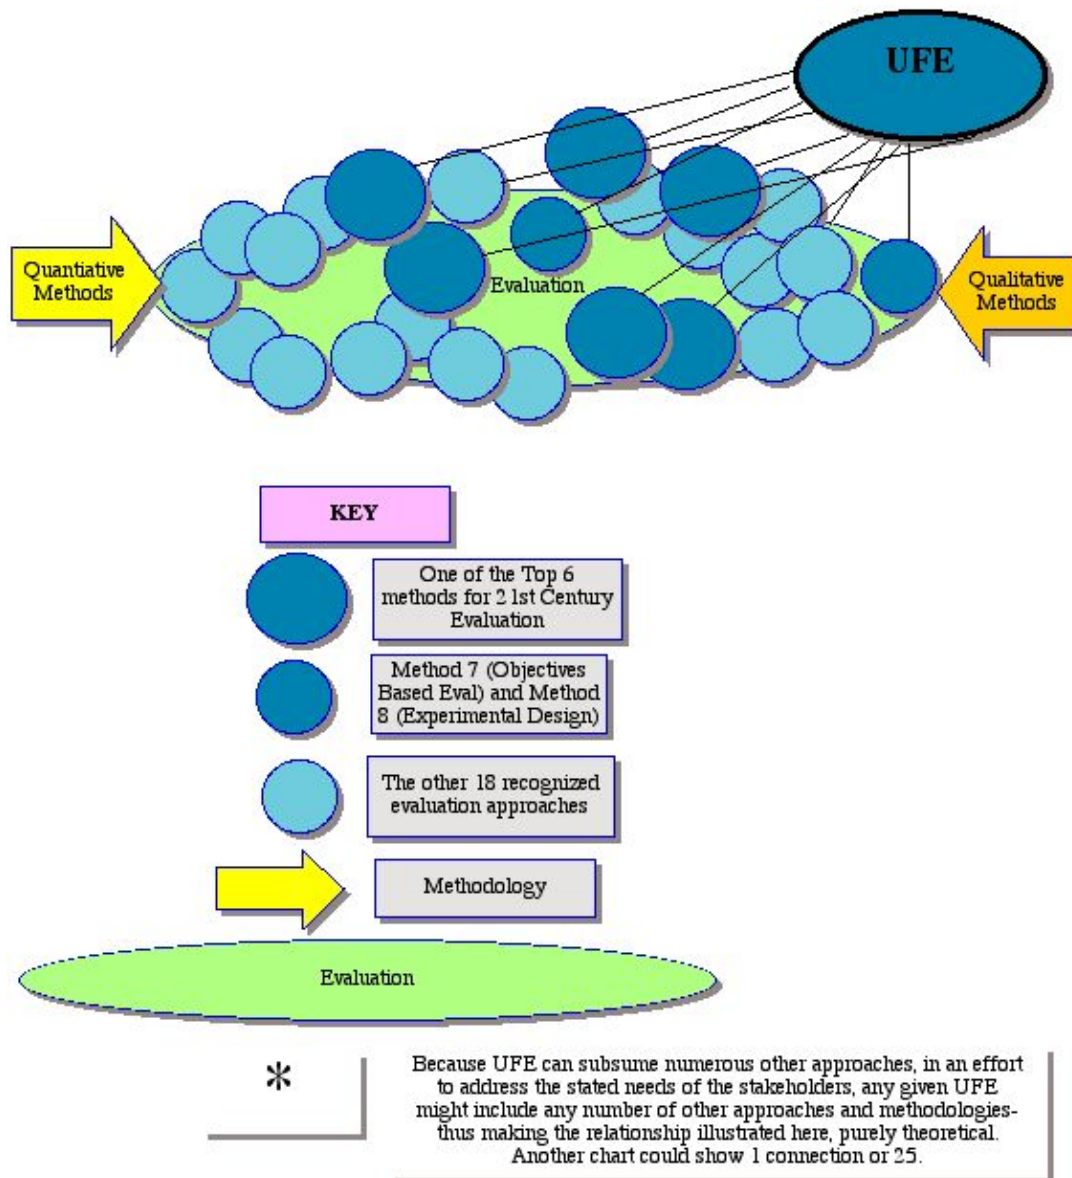 UFE
Quantiative
Methods
Evaluation
Qualitative
Methods
KEY
One of the Top 6
methods for 21st Century
Evaluation
Method 7 (Objectives
Based Eval) and Method
8 (Experimental Design)
The other 18 recognized
evaluation approaches
Methodology
Evaluation
*
Because UFE can subsume numerous other approaches, in an effort
to address the stated needs of the stakeholders, any given UFE
might include any number of other approaches and methodologies-
thus making the relationship illustrated here, purely theoretical.
Another chart could show 1 connection or 25.